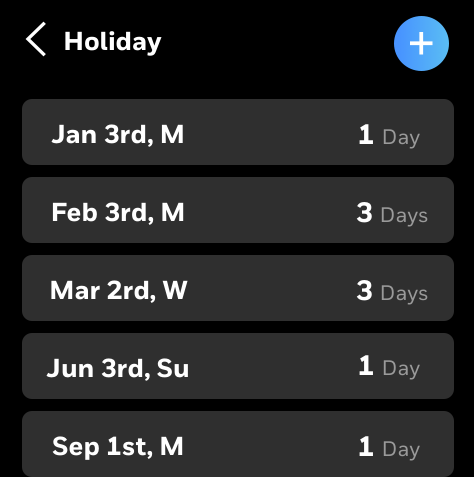 Holiday
Jan 3rd, M 1 Day
Feb 3rd, M 3 Days
Mar 2rd, W 3 Days
Jun 3rd, Su 1 Day
Sep 1st, M 1 Day